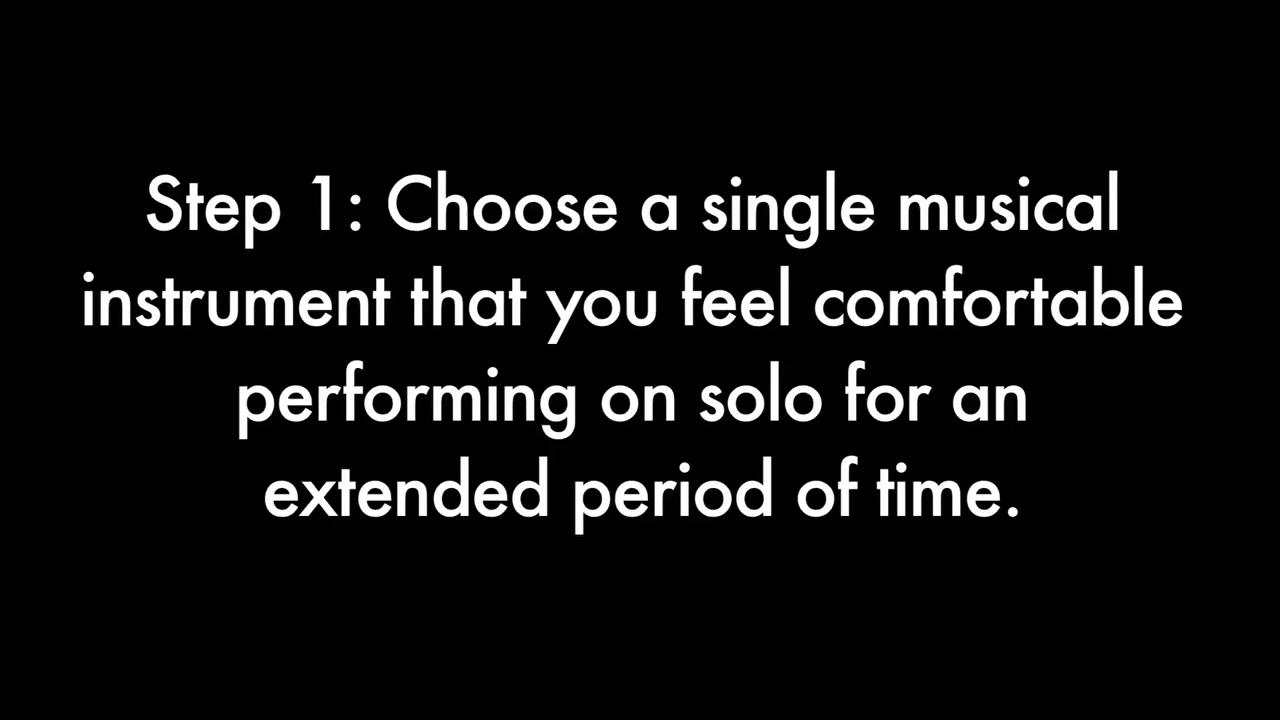 Step 1: Choose a single musical
instrument that you feel comfortable
performing on solo for an
extended period of time.